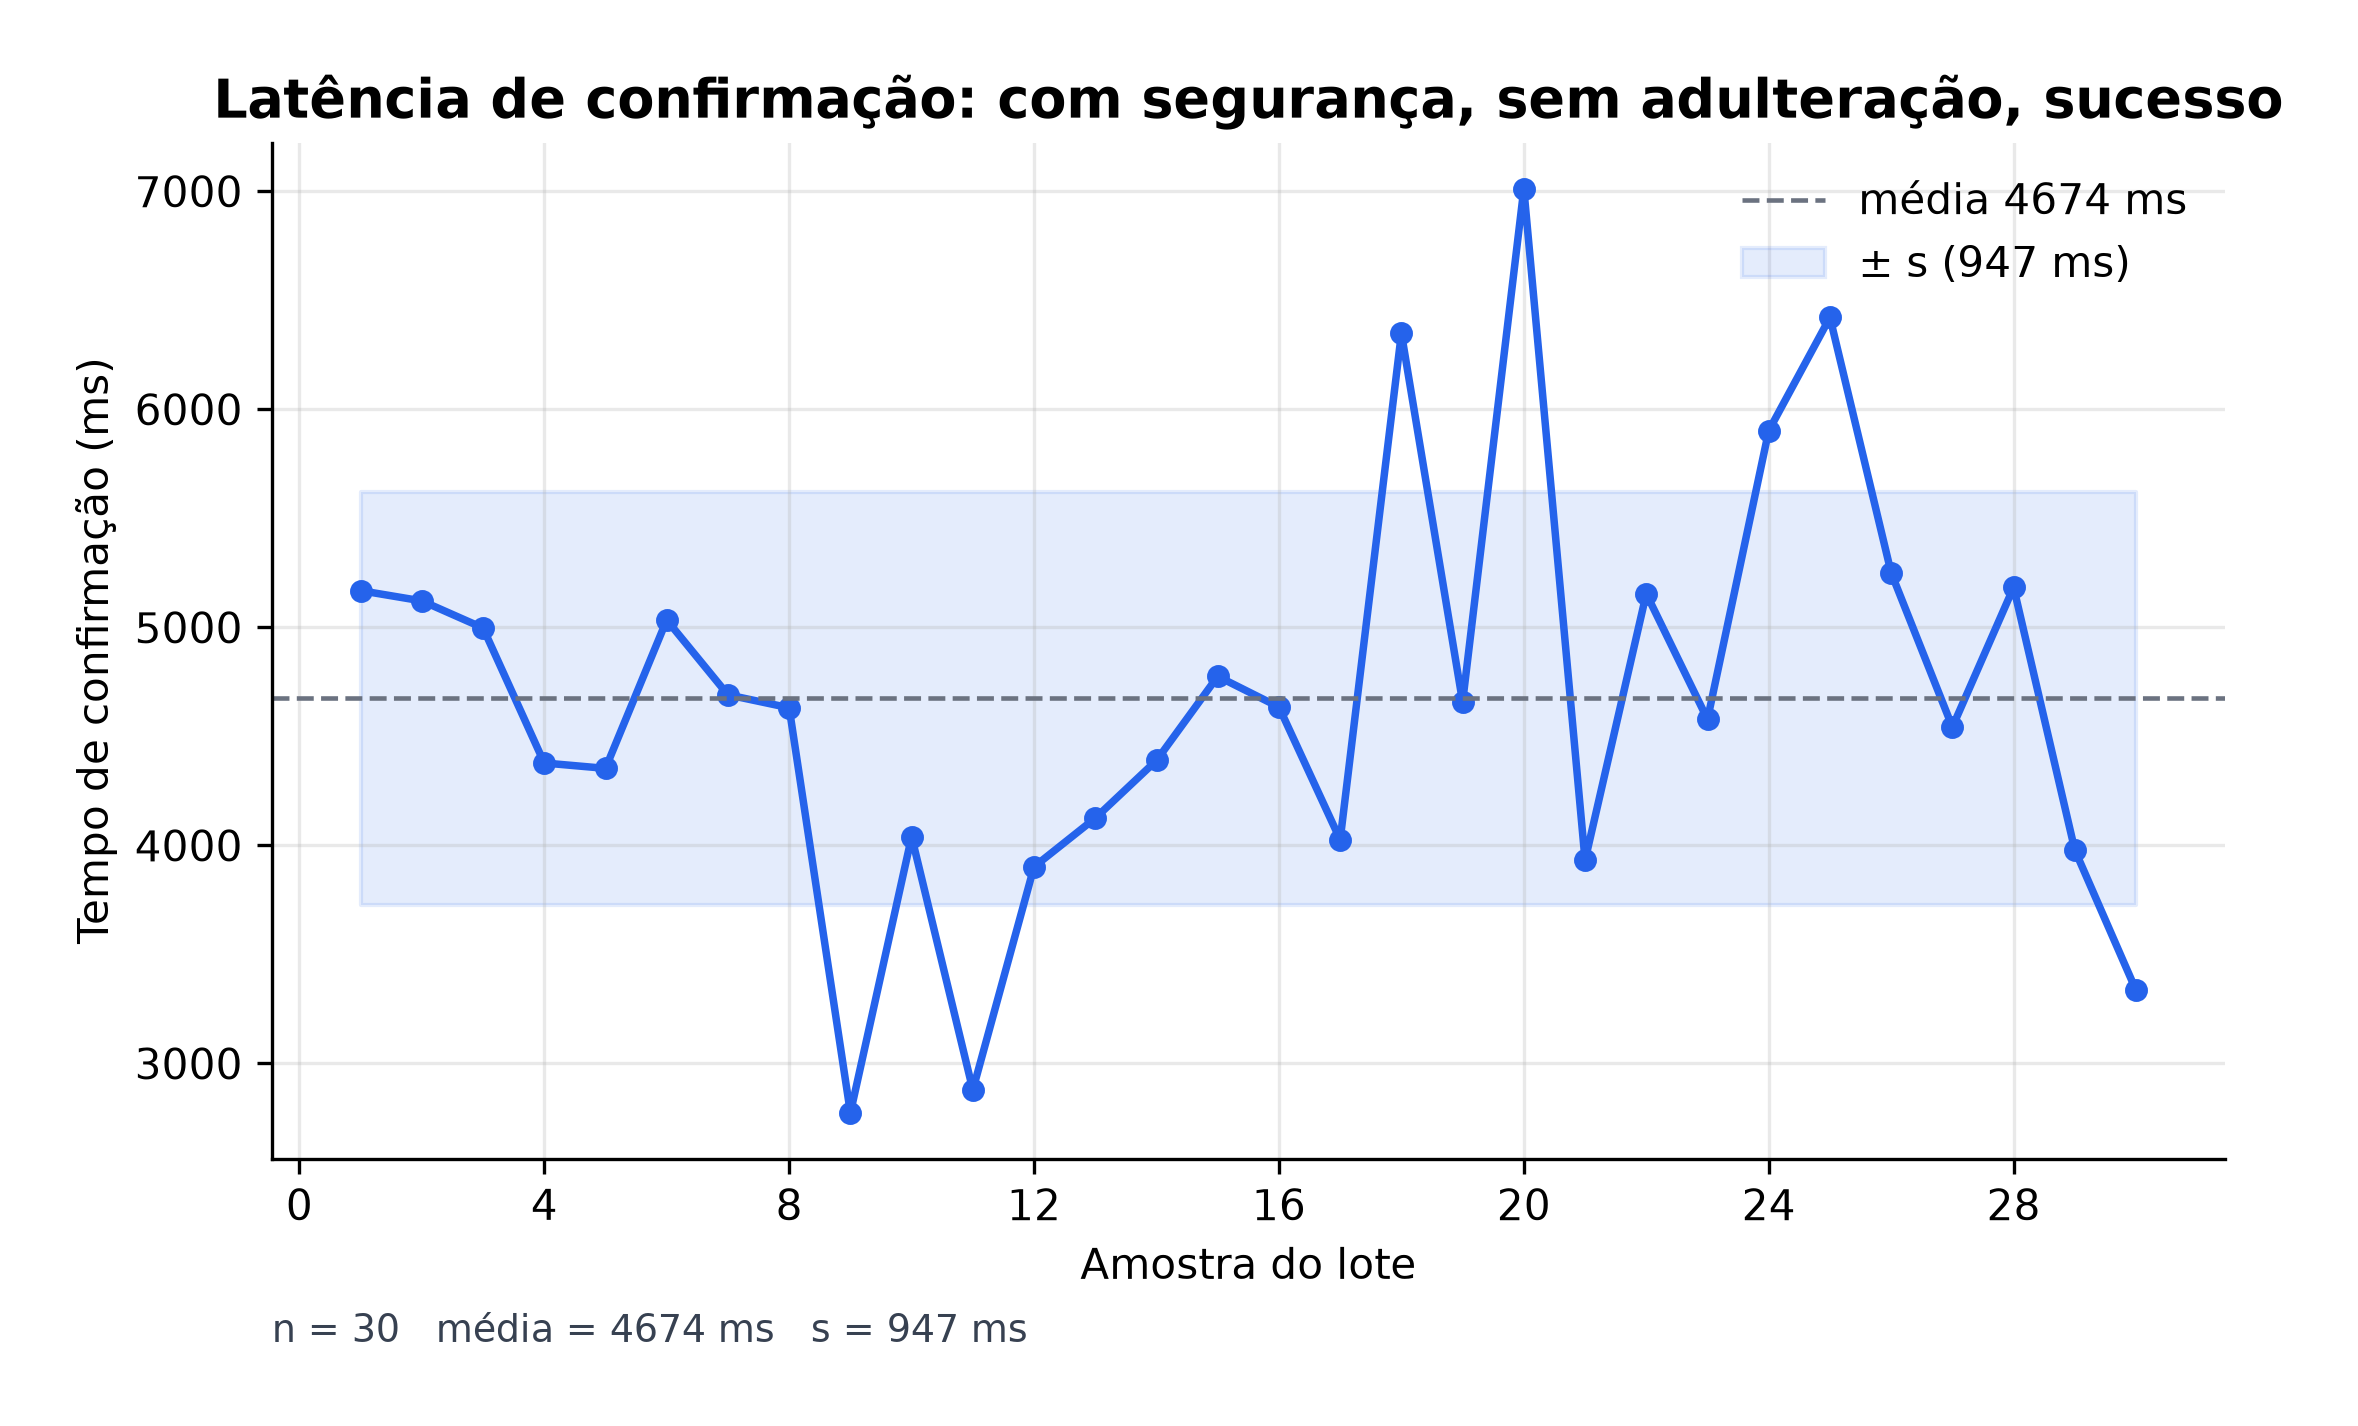 Latência de confirmação: com segurança, sem adulteração, sucesso
média 4674 ms
± s (947 ms)
Tempo de confirmação (ms)
7000
6000
5000
4000
3000
0 4 8 12 16 20 24 28
Amostra do lote
n = 30 média = 4674 ms s = 947 ms